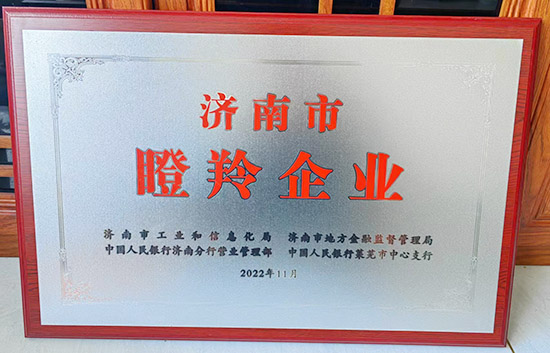 济南市
瞪羚企业
济南市工业和信息化局 济南市地方金融监督管理局
中国人民银行济南分行营业管理部 中国人民银行莱芜市中心支行
2022年11月